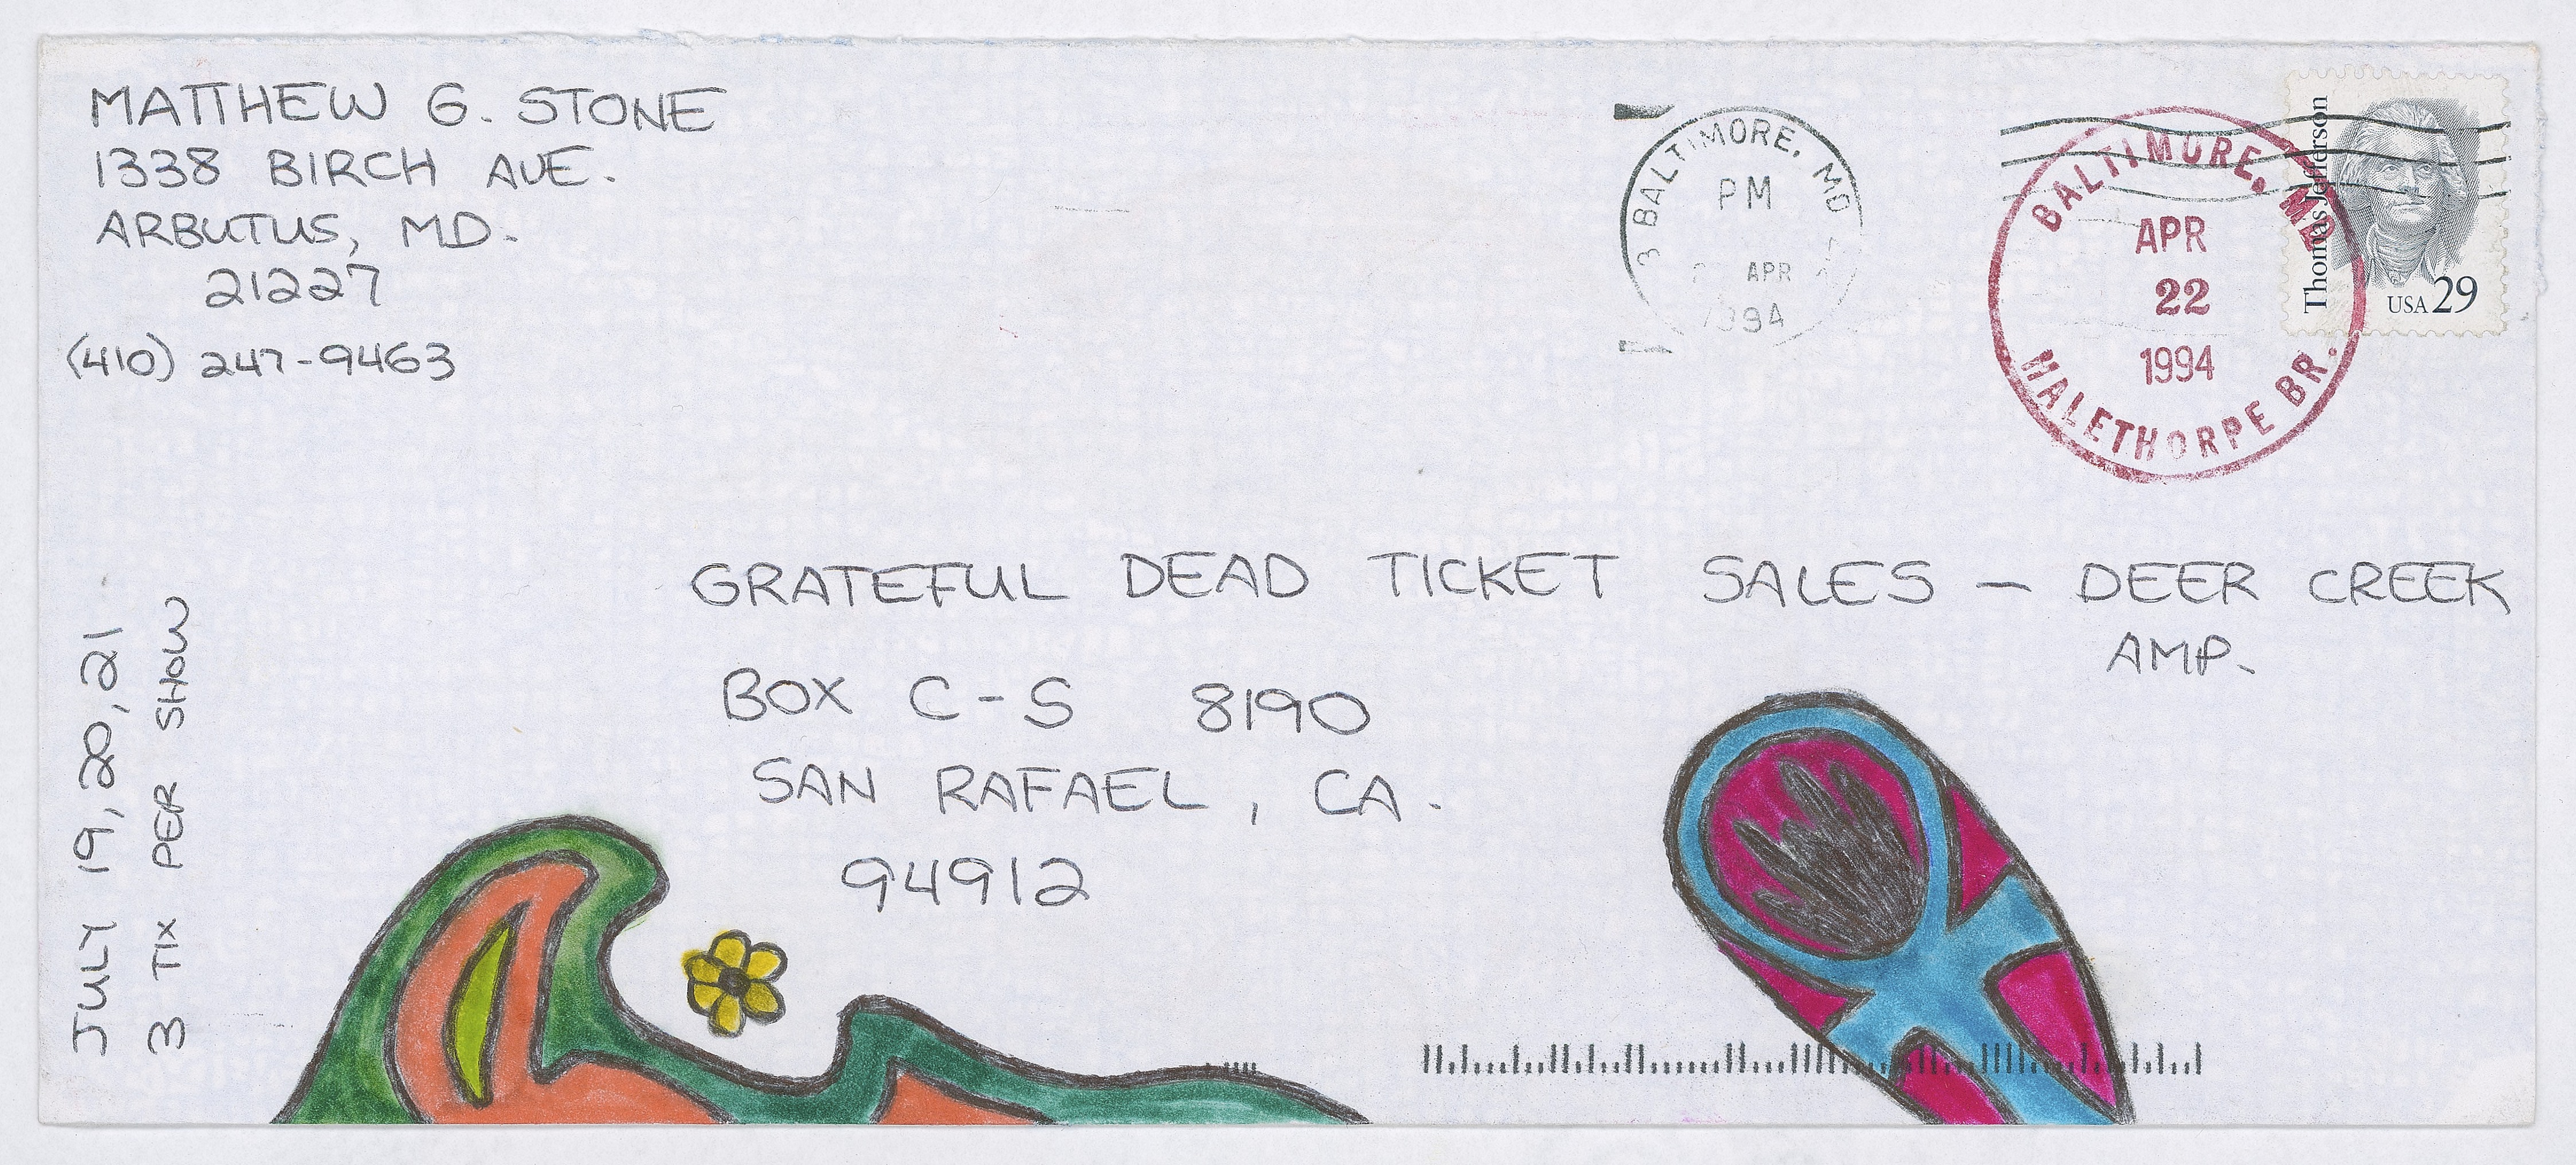 MATTHEW G. STONE
1338 BIRCH AVE.
ARBUTUS, MD.
21227
(410) 247-9463
3 BALTIMORE, MD
PM
APR
1994
BALTIMORE, MD
APR
22
1994
HALETHORPE BR.
Thomas Jefferson
USA 29
GRATEFUL DEAD TICKET SALES — DEER CREEK
AMP.
BOX C-S 8190
SAN RAFAEL, CA.
94912
JULY 19, 20, 21
3 TIX PER SHOW